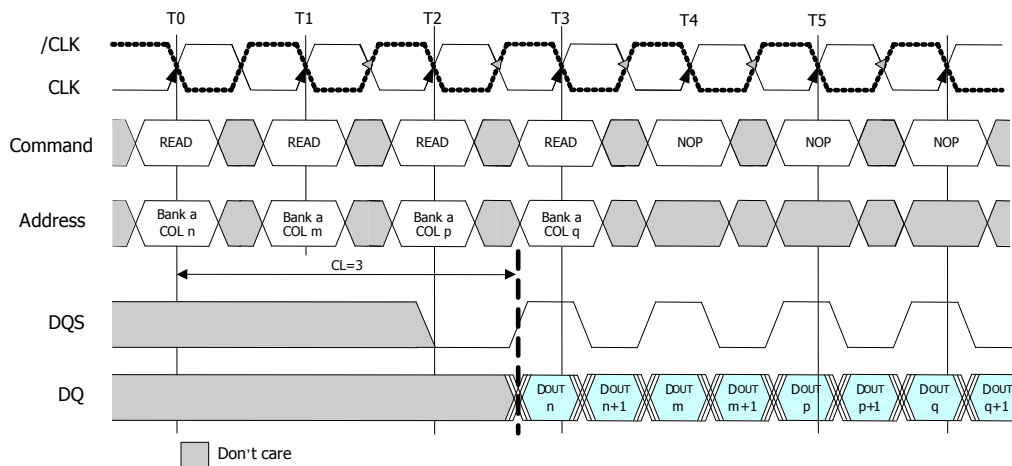 T0 T1 T2 T3 T4 T5
/CLK
CLK
Command READ READ READ READ NOP NOP NOP
Address Bank a COL n Bank a COL m Bank a COL p Bank a COL q
CL=3
DQS
DQ DOUT n DOUT n+1 DOUT m DOUT m+1 DOUT p DOUT p+1 DOUT q DOUT q+1
Don't care